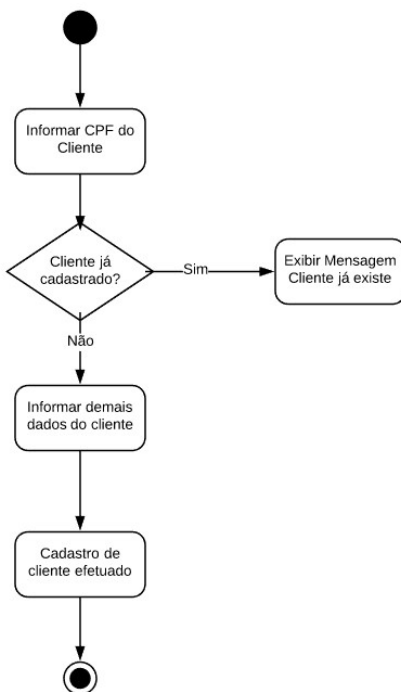 Informar CPF do
Cliente
Cliente já
cadastrado?
Sim
Exibir Mensagem
Cliente já existe
Não
Informar demais
dados do cliente
Cadastro de
cliente efetuado